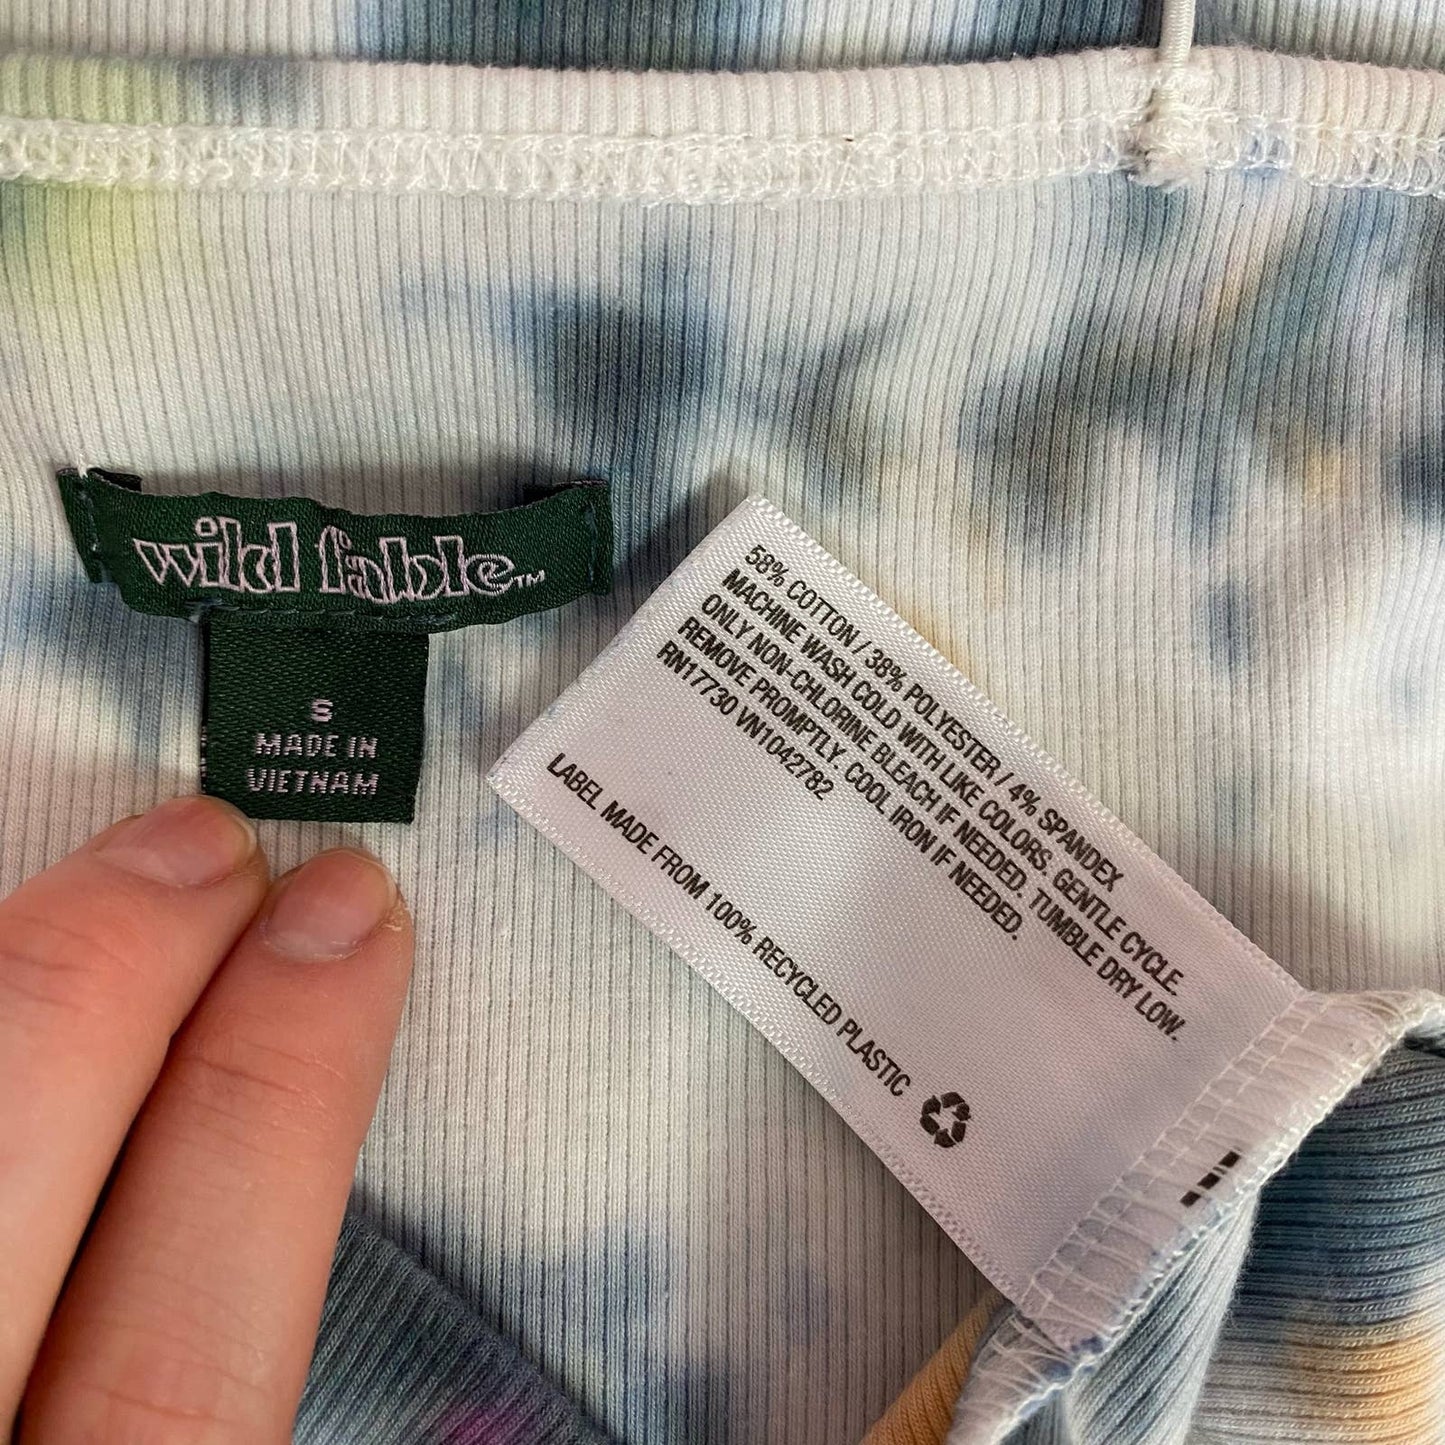 wild fable™
S
MADE IN
VIETNAM
58% COTTON / 38% POLYESTER / 4% SPANDEX
MACHINE WASH COLD WITH LIKE COLORS. GENTLE CYCLE.
ONLY NON-CHLORINE BLEACH IF NEEDED. TUMBLE DRY LOW.
REMOVE PROMPTLY. COOL IRON IF NEEDED.
RN17730 VN1042782
LABEL MADE FROM 100% RECYCLED PLASTIC